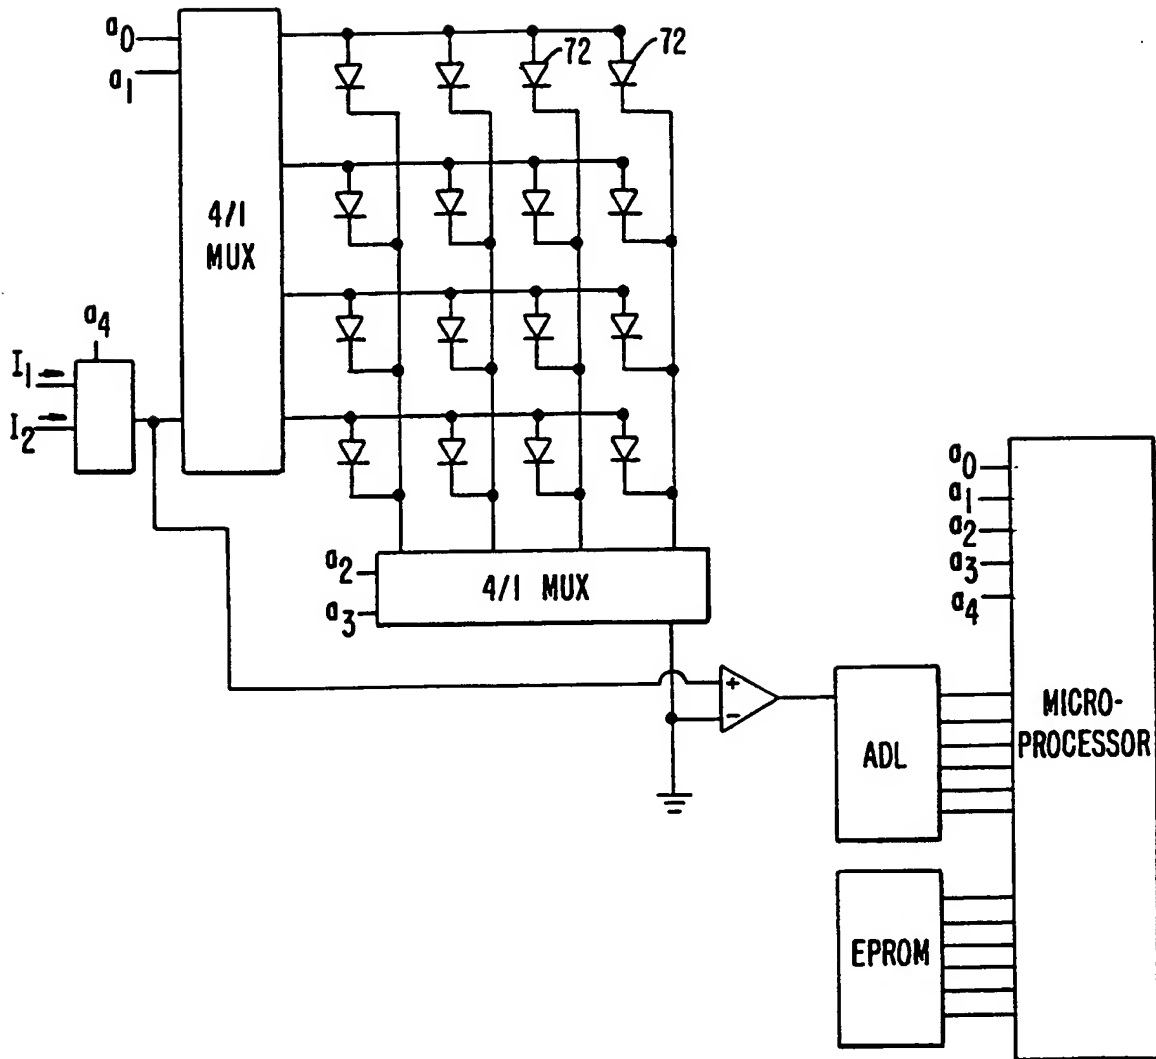 a0
a1
72
72
4/1
MUX
a4
I1
I2
a2
a3
4/1 MUX
+
−
a0
a1
a2
a3
a4
ADL
MICRO-
PROCESSOR
EPROM